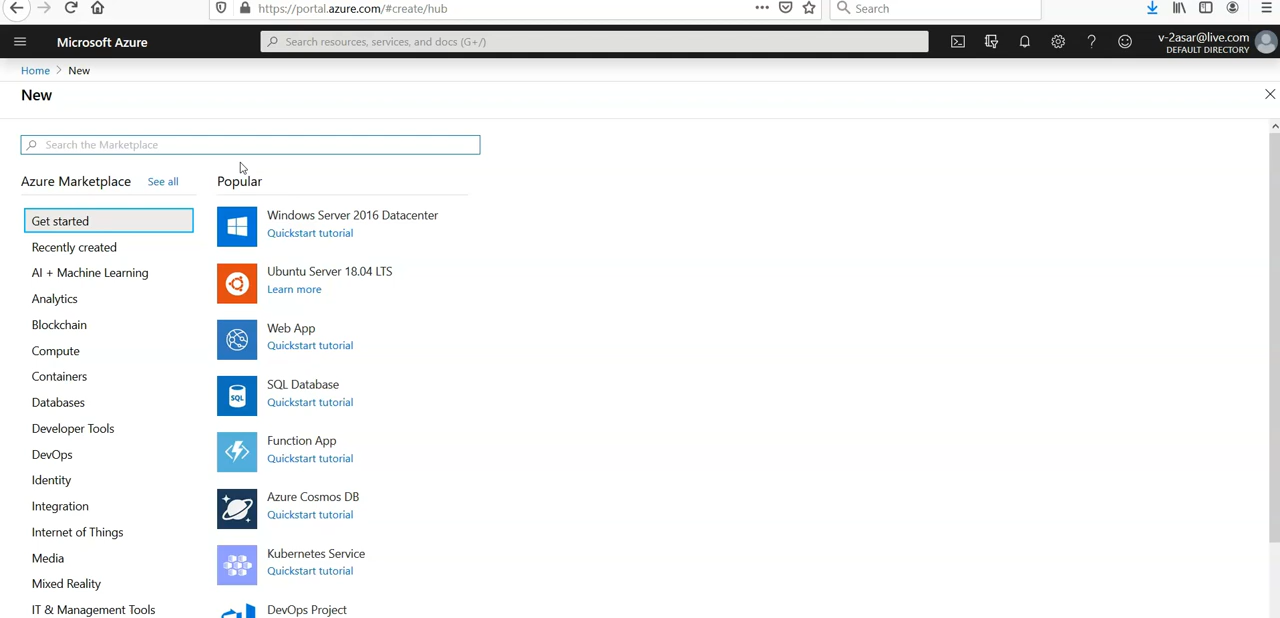 https://portal.azure.com/#create/hub
Search
Microsoft Azure
Search resources, services, and docs (G+/)
v-2asar@live.com
DEFAULT DIRECTORY
Home > New
New
Search the Marketplace
Azure Marketplace See all
Get started
Recently created
AI + Machine Learning
Analytics
Blockchain
Compute
Containers
Databases
Developer Tools
DevOps
Identity
Integration
Internet of Things
Media
Mixed Reality
IT & Management Tools
Popular
Windows Server 2016 Datacenter
Quickstart tutorial
Ubuntu Server 18.04 LTS
Learn more
Web App
Quickstart tutorial
SQL
SQL Database
Quickstart tutorial
Function App
Quickstart tutorial
Azure Cosmos DB
Quickstart tutorial
Kubernetes Service
Quickstart tutorial
DevOps Project